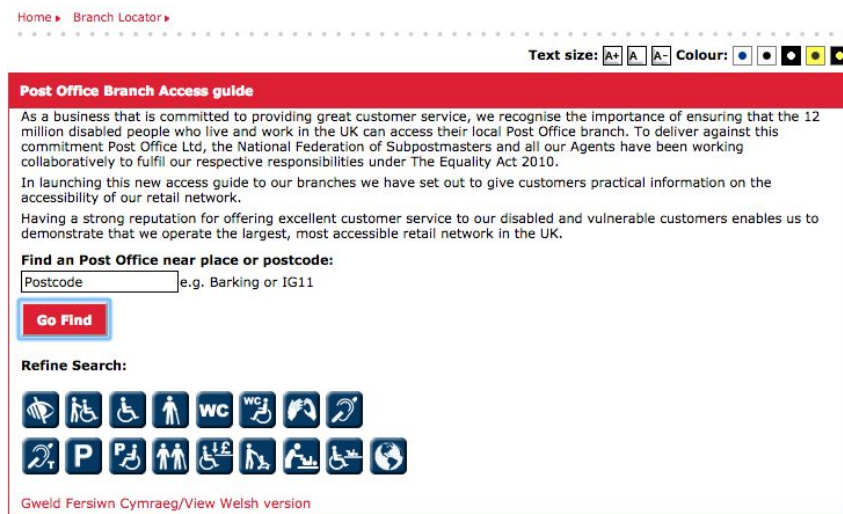 Home Branch Locator
Text size: A+ A A- Colour:
Post Office Branch Access guide
As a business that is committed to providing great customer service, we recognise the importance of ensuring that the 12
million disabled people who live and work in the UK can access their local Post Office branch. To deliver against this
commitment Post Office Ltd, the National Federation of Subpostmasters and all our Agents have been working
collaboratively to fulfil our respective responsibilities under The Equality Act 2010.
In launching this new access guide to our branches we have set out to give customers practical information on the
accessibility of our retail network.
Having a strong reputation for offering excellent customer service to our disabled and vulnerable customers enables us to
demonstrate that we operate the largest, most accessible retail network in the UK.
Find an Post Office near place or postcode:
Postcode e.g. Barking or IG11
Go Find
Refine Search:
WC WC
T P P £
Gweld Fersiwn Cymraeg/View Welsh version